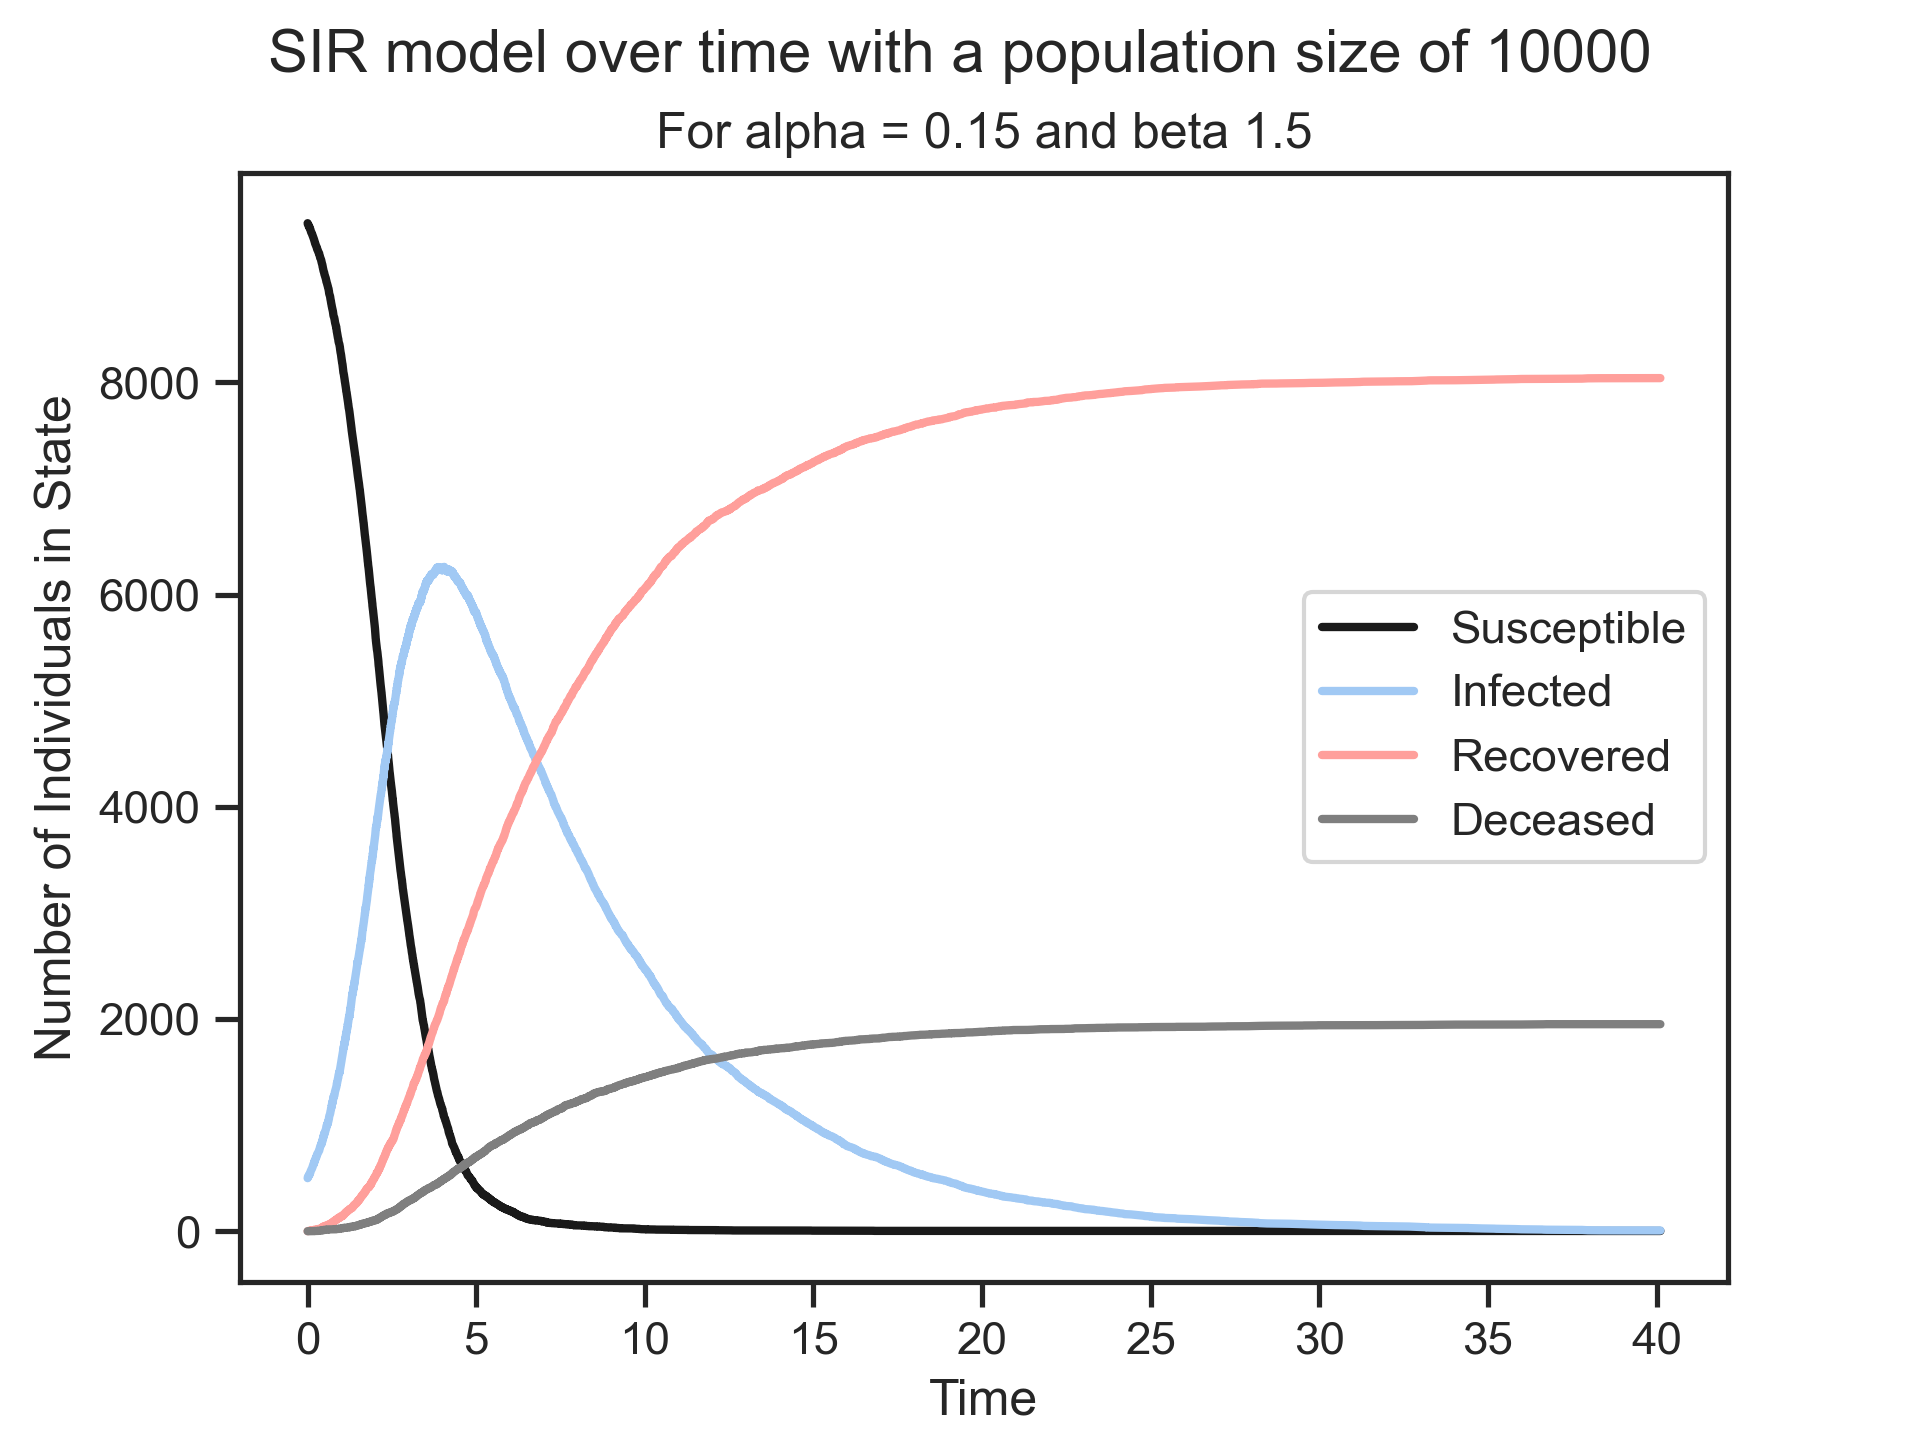 SIR model over time with a population size of 10000
For alpha = 0.15 and beta 1.5
Number of Individuals in State
8000
6000
4000
2000
0
Susceptible
Infected
Recovered
Deceased
0 5 10 15 20 25 30 35 40
Time